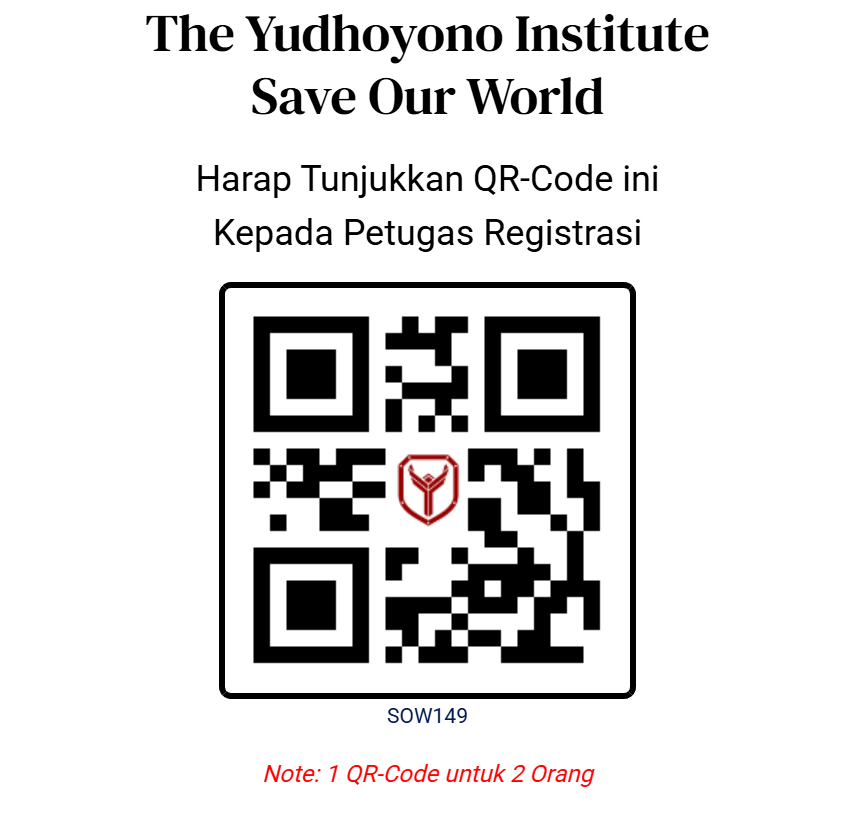 The Yudhoyono Institute
Save Our World
Harap Tunjukkan QR-Code ini
Kepada Petugas Registrasi
SOW149
Note: 1 QR-Code untuk 2 Orang